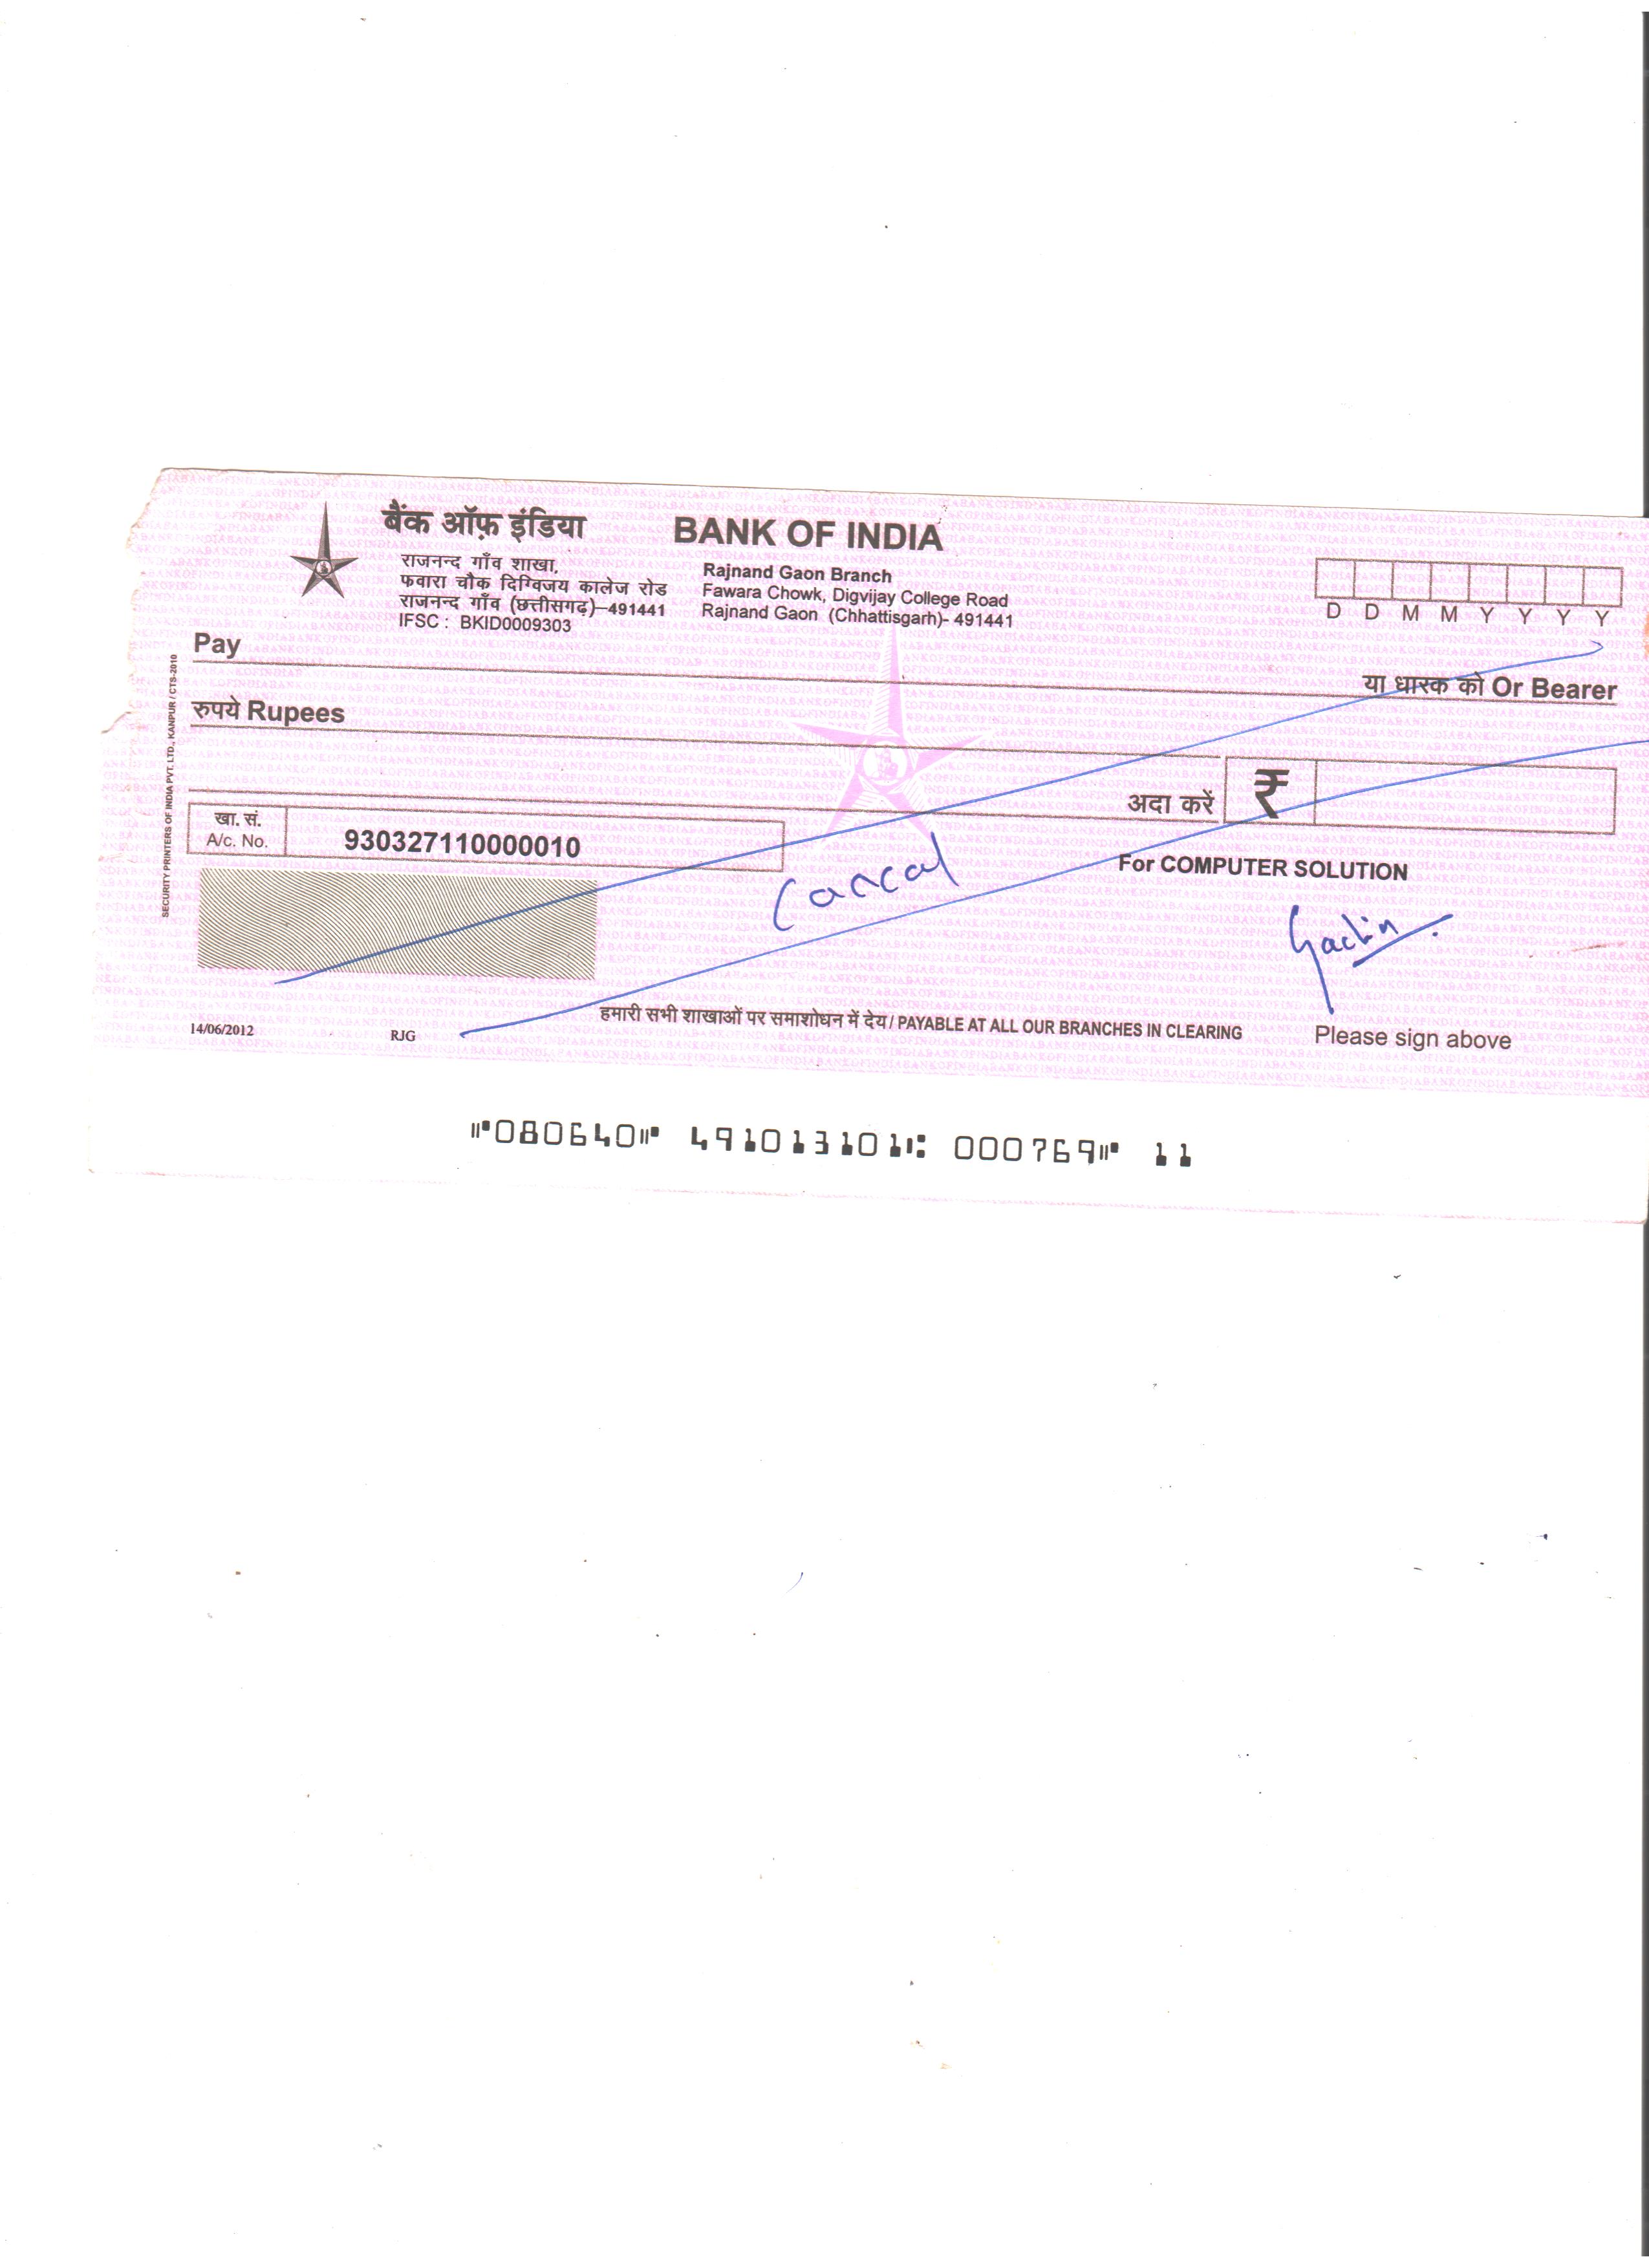 बैंक ऑफ़ इंडिया BANK OF INDIA
राजनन्द गाँव शाखा,
फवारा चौक दिग्विजय कालेज रोड
राजनन्द गाँव (छत्तीसगढ़)–491441
IFSC : BKID0009303
Rajnand Gaon Branch
Fawara Chowk, Digvijay College Road
Rajnand Gaon (Chhattisgarh)- 491441
D D M M Y Y Y Y
Pay
या धारक को Or Bearer
रुपये Rupees
अदा करें ₹
खा. सं.
A/c. No. 930327110000010
Cancal
For COMPUTER SOLUTION
Sachin
Please sign above
हमारी सभी शाखाओं पर समाशोधन में देय / PAYABLE AT ALL OUR BRANCHES IN CLEARING
14/06/2012 RJG
SECURITY PRINTERS OF INDIA PVT. LTD., KANPUR / CTS-2010
⑈080640⑈ 491013101⑆ 000769⑈ 11